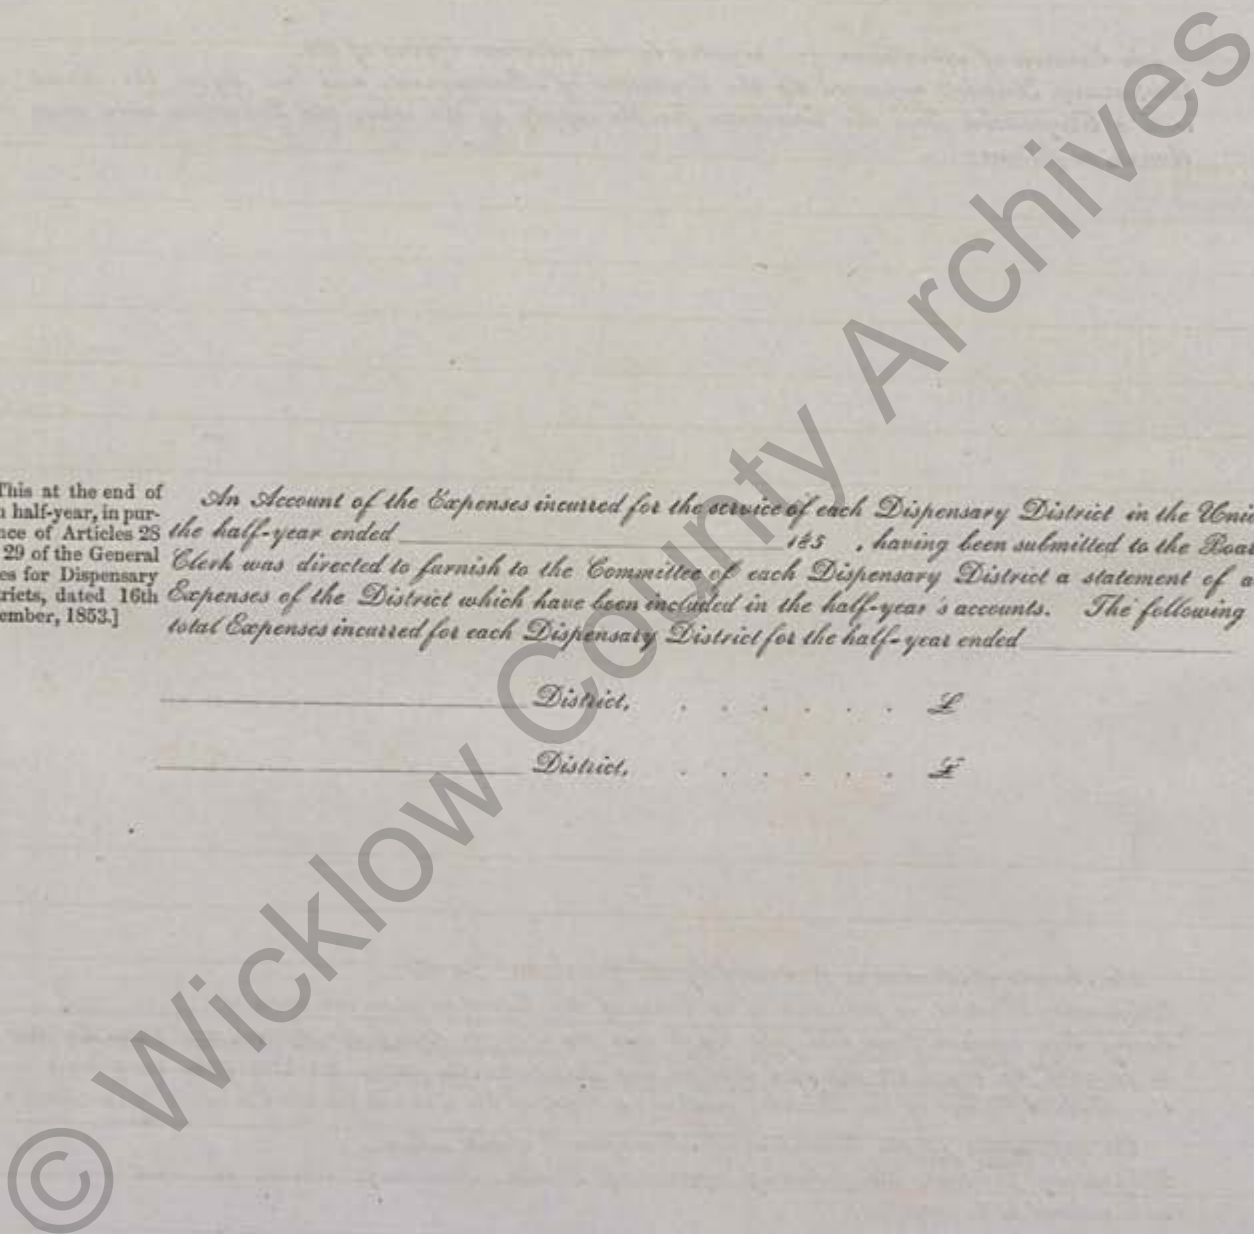 This at the end of
half-year, in pur-
nce of Articles 28
29 of the General
es for Dispensary
ricts, dated 16th
ember, 1853.]
An Account of the Expenses incurred for the service of each Dispensary District in the Unio
the half-year ended 185 , having been submitted to the Boar
Clerk was directed to furnish to the Committee of each Dispensary District a statement of a
Expenses of the District which have been included in the half-year's accounts. The following
total Expenses incurred for each Dispensary District for the half-year ended
District, . . . . . . £
District, . . . . . . £
© Wicklow County Archives